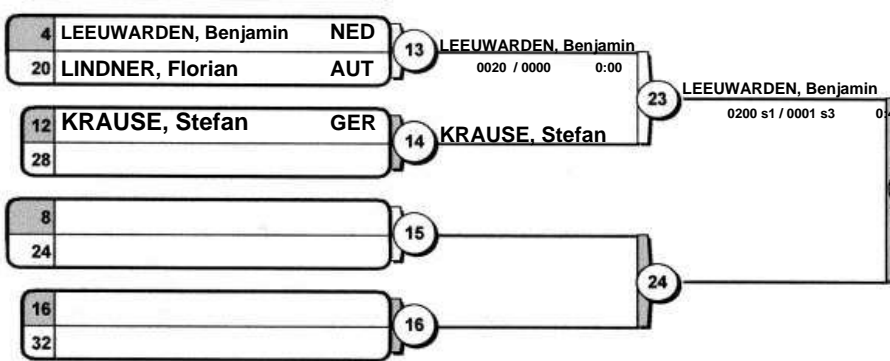 4 LEEUWARDEN, Benjamin NED
20 LINDNER, Florian AUT
13
LEEUWARDEN, Benjamin
0020 / 0000 0:00
12 KRAUSE, Stefan GER
28
14
KRAUSE, Stefan
23
LEEUWARDEN, Benjamin
0200 s1 / 0001 s3
8
24
15
16
32
16
24